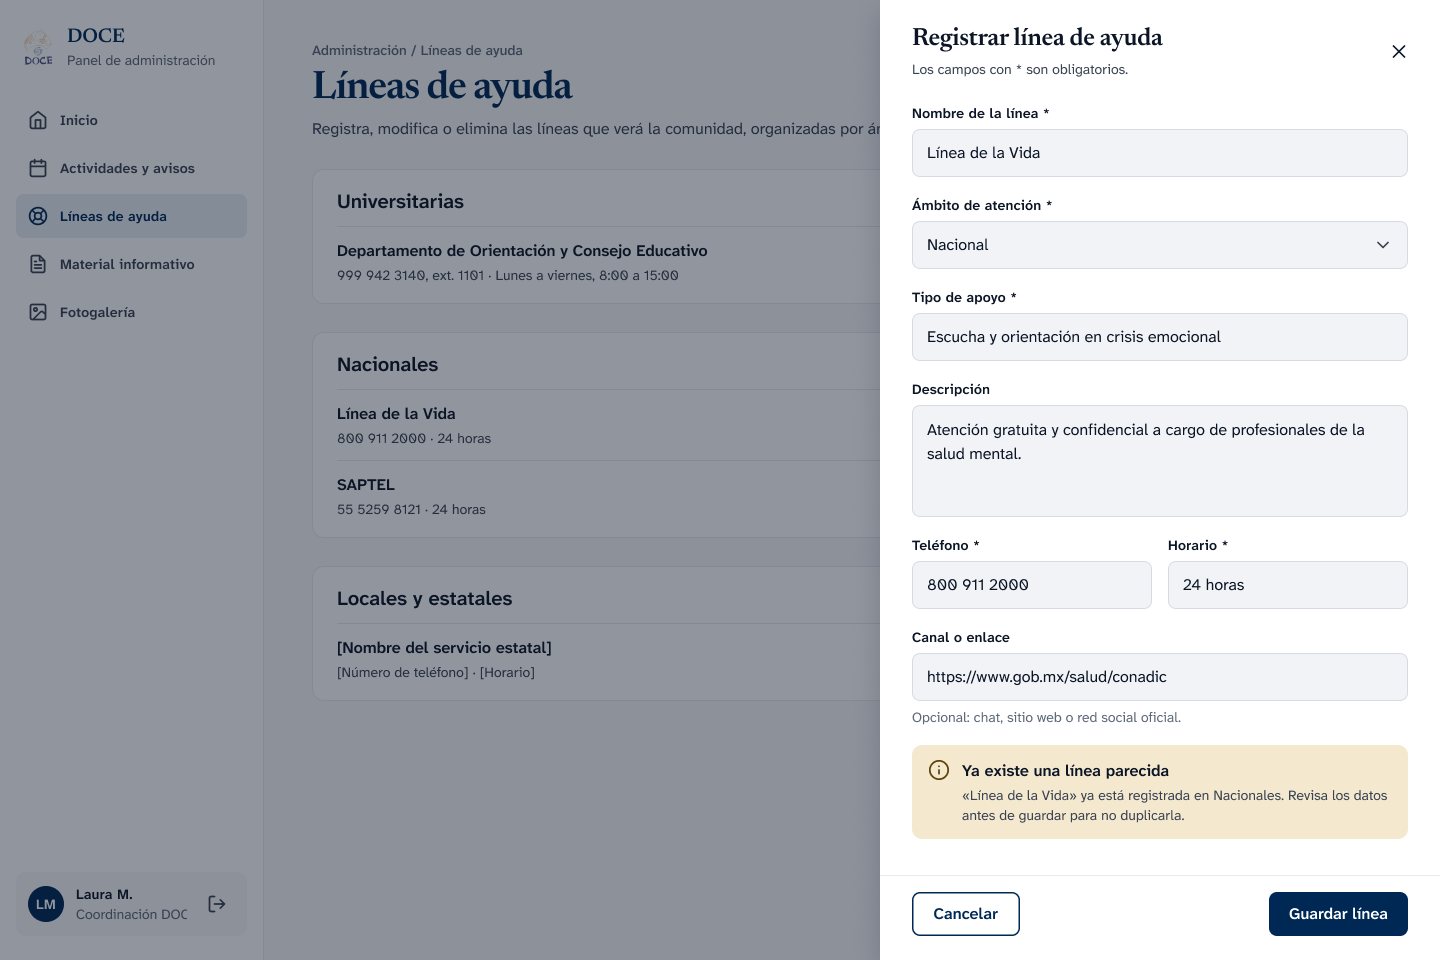 DOCE
DOCE
Panel de administración
Inicio
Actividades y avisos
Líneas de ayuda
Material informativo
Fotogalería
LM
Laura M.
Coordinación DOC
Administración / Líneas de ayuda
Líneas de ayuda
Registra, modifica o elimina las líneas que verá la comunidad, organizadas por ár
Universitarias
Departamento de Orientación y Consejo Educativo
999 942 3140, ext. 1101 · Lunes a viernes, 8:00 a 15:00
Nacionales
Línea de la Vida
800 911 2000 · 24 horas
SAPTEL
55 5259 8121 · 24 horas
Locales y estatales
[Nombre del servicio estatal]
[Número de teléfono] · [Horario]
Registrar línea de ayuda
Los campos con * son obligatorios.
Nombre de la línea *
Línea de la Vida
Ámbito de atención *
Nacional
Tipo de apoyo *
Escucha y orientación en crisis emocional
Descripción
Atención gratuita y confidencial a cargo de profesionales de la
salud mental.
Teléfono *
800 911 2000
Horario *
24 horas
Canal o enlace
https://www.gob.mx/salud/conadic
Opcional: chat, sitio web o red social oficial.
Ya existe una línea parecida
«Línea de la Vida» ya está registrada en Nacionales. Revisa los datos
antes de guardar para no duplicarla.
Cancelar
Guardar línea